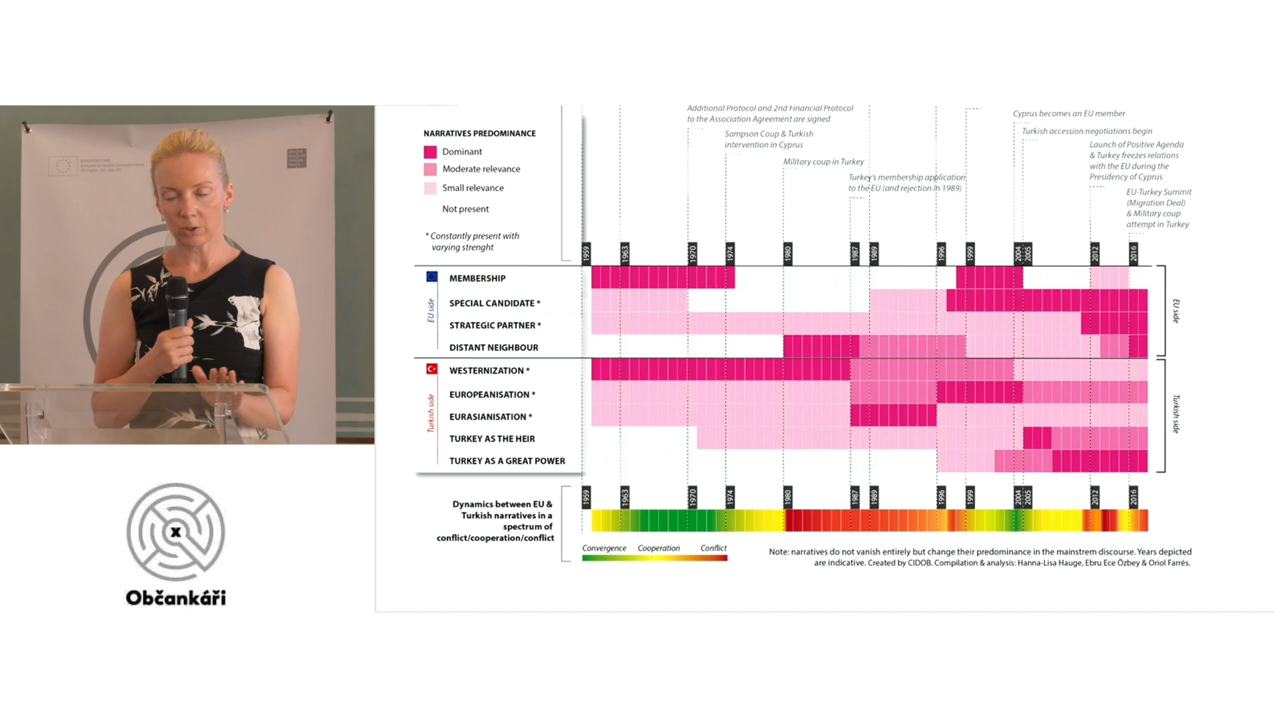 Additional Protocol and 2nd Financial Protocol
to the Association Agreement are signed
Cyprus becomes an EU member
NARRATIVES PREDOMINANCE
Sampson Coup & Turkish
intervention in Cyprus
Turkish accession negotiations begin
Dominant
Launch of Positive Agenda
& Turkey freezes relations
with the EU during the
Presidency of Cyprus
Military coup in Turkey
Moderate relevance
Turkey's membership application
to the EU (and rejection in 1989)
Small relevance
EU-Turkey Summit
(Migration Deal)
& Military coup
attempt in Turkey
Not present
* Constantly present with
varying strenght
1959 1963 1970 1974 1980 1987 1989 1996 1999 2004 2005 2012 2016
EU side
MEMBERSHIP
SPECIAL CANDIDATE *
STRATEGIC PARTNER *
DISTANT NEIGHBOUR
EU side
Turkish side
WESTERNIZATION *
EUROPEANISATION *
EURASIANISATION *
TURKEY AS THE HEIR
TURKEY AS A GREAT POWER
Turkish side
1959 1963 1970 1974 1980 1987 1989 1996 1999 2004 2005 2012 2016
Dynamics between EU &
Turkish narratives in a
spectrum of
conflict/cooperation/conflict
Convergence Cooperation Conflict
Note: narratives do not vanish entirely but change their predominance in the mainstrem discourse. Years depicted
are indicative. Created by CIDOB. Compilation & analysis: Hanna-Lisa Hauge, Ebru Ece Özbey & Oriol Farrés.
x
Občankáři